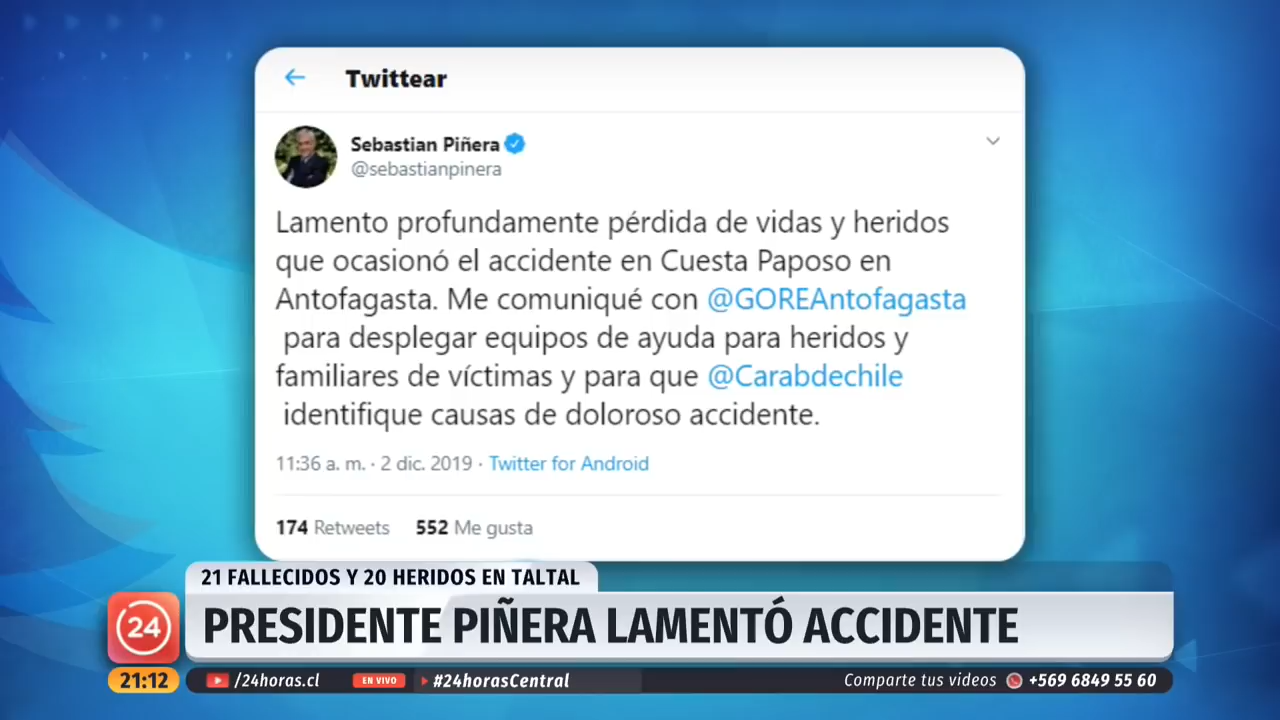 Twittear
Sebastian Piñera
@sebastianpinera
Lamento profundamente pérdida de vidas y heridos
que ocasionó el accidente en Cuesta Paposo en
Antofagasta. Me comuniqué con @GOREAntofagasta
para desplegar equipos de ayuda para heridos y
familiares de víctimas y para que @Carabdechile
identifique causas de doloroso accidente.
11:36 a. m. · 2 dic. 2019 · Twitter for Android
174 Retweets 552 Me gusta
21 FALLECIDOS Y 20 HERIDOS EN TALTAL
24
PRESIDENTE PIÑERA LAMENTÓ ACCIDENTE
21:12 /24horas.cl EN VIVO #24horasCentral Comparte tus videos +569 6849 55 60